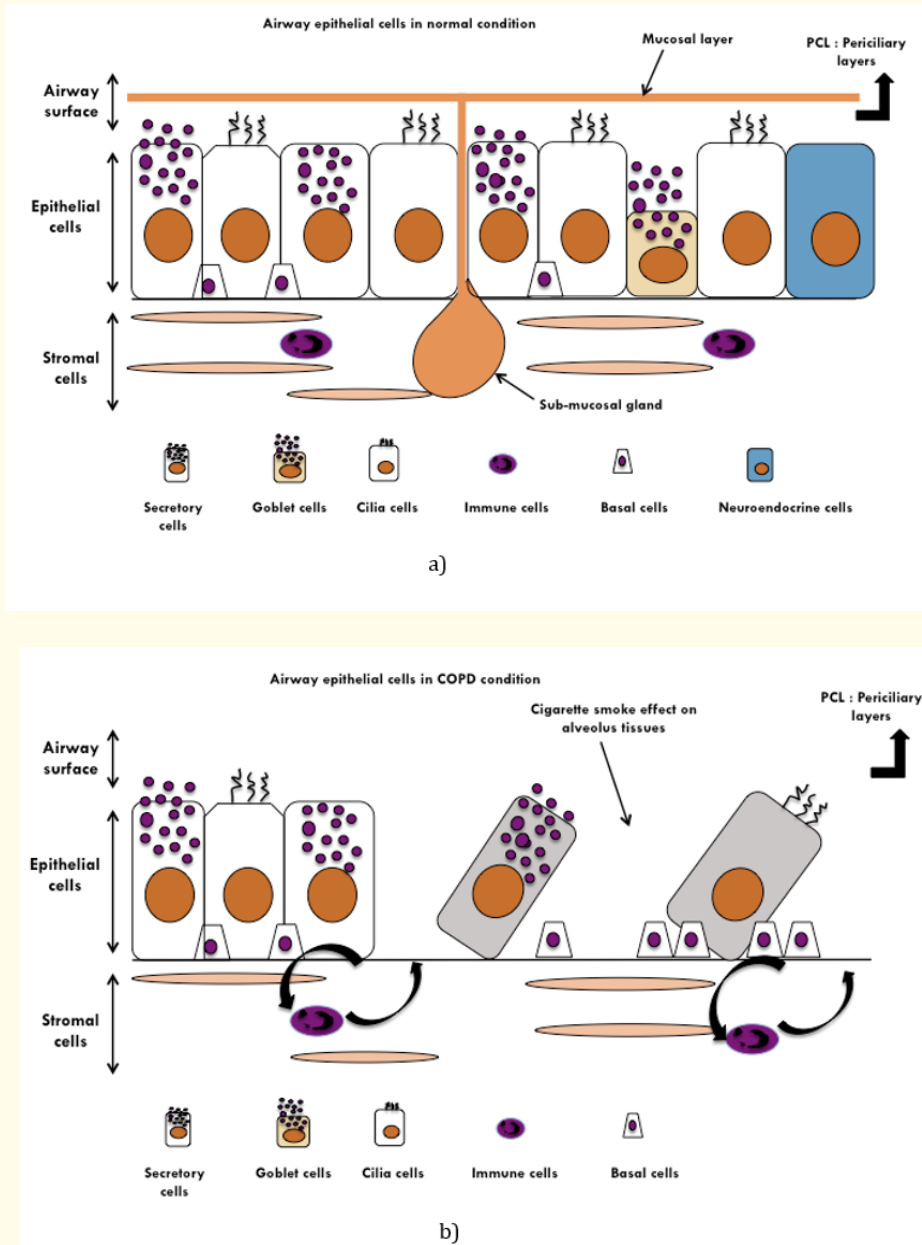 Airway epithelial cells in normal condition
Mucosal layer
PCL : Periciliary
layers
Airway
surface
Epithelial
cells
Stromal
cells
Sub-mucosal gland
Secretory
cells
Goblet cells
Cilia cells
Immune cells
Basal cells
Neuroendocrine cells
a)
Airway epithelial cells in COPD condition
Cigarette smoke effect on
alveolus tissues
PCL : Periciliary
layers
Airway
surface
Epithelial
cells
Stromal
cells
Secretory
cells
Goblet cells
Cilia cells
Immune cells
Basal cells
b)